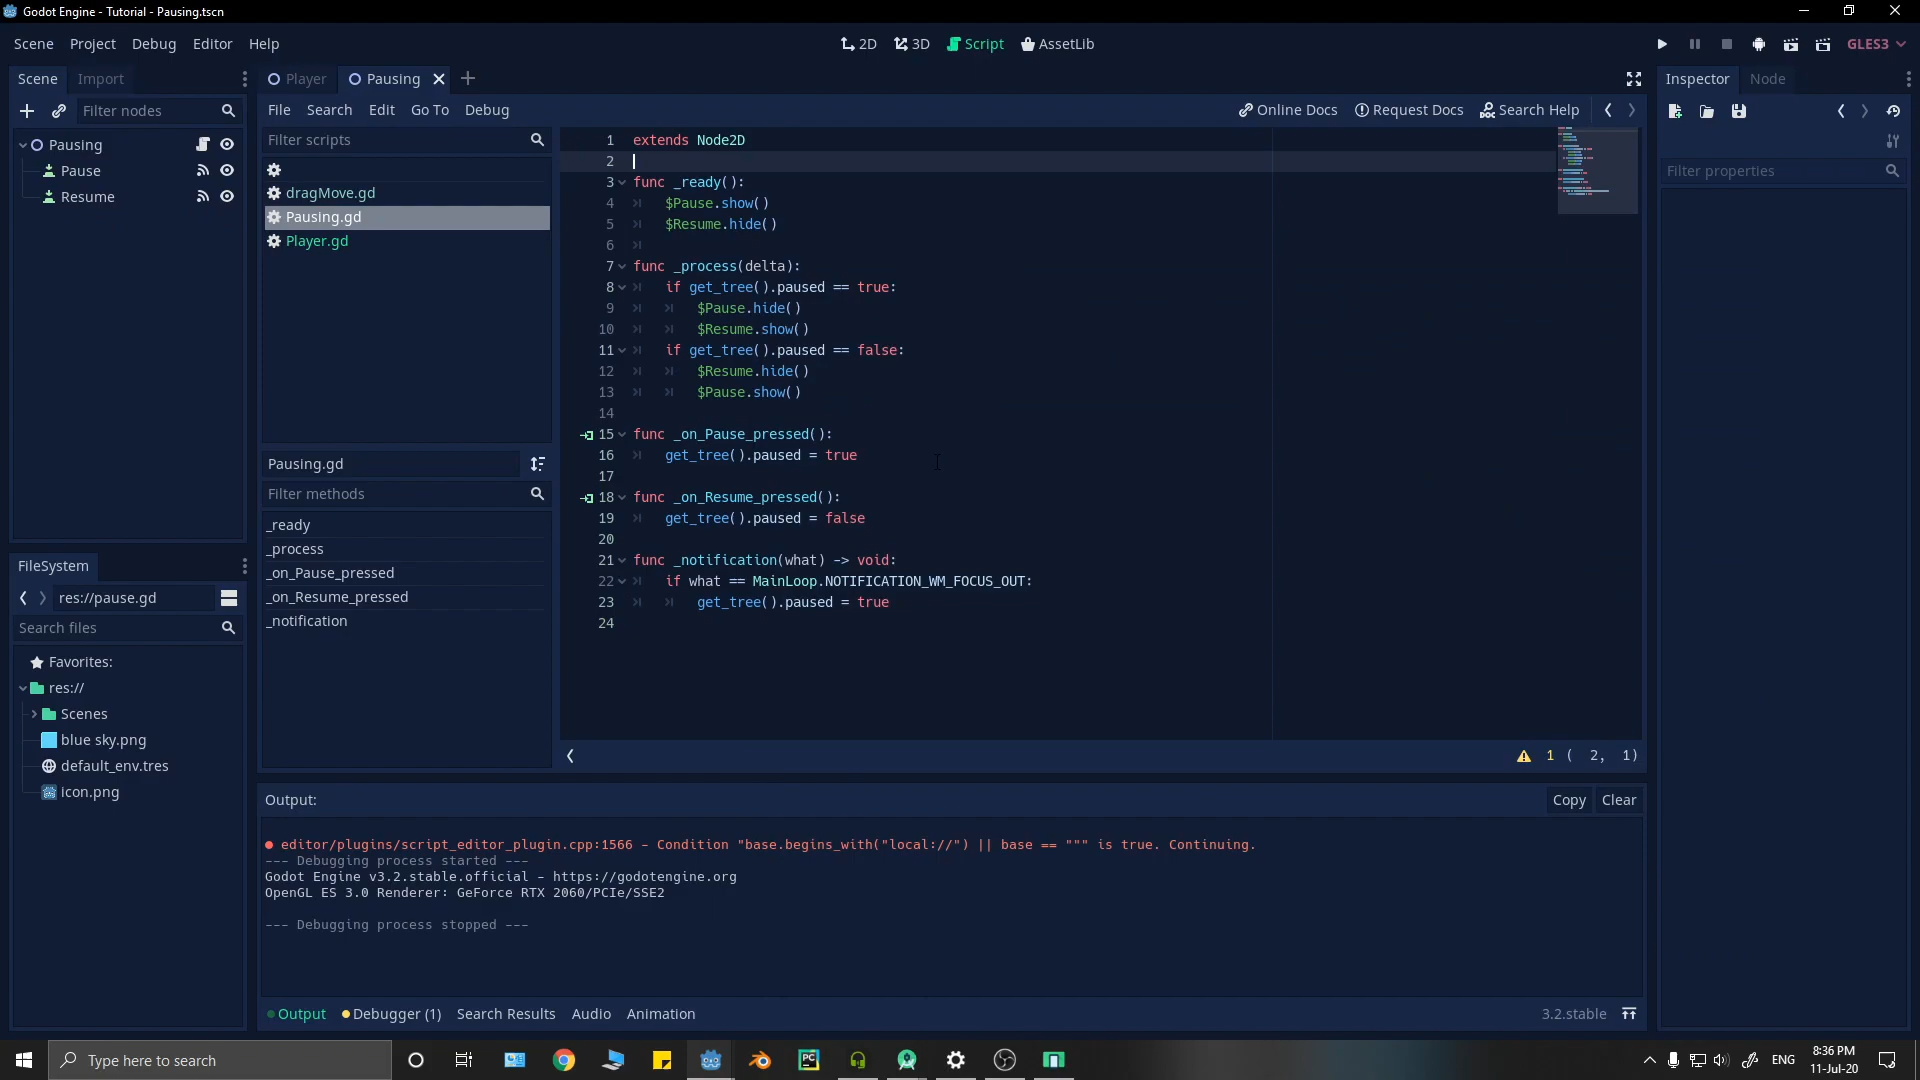 Godot Engine - Tutorial - Pausing.tscn
Scene Project Debug Editor Help
2D 3D Script AssetLib
GLES3
Scene Import
Filter nodes
Pausing
Pause
Resume
FileSystem
res://pause.gd
Search files
Favorites:
res://
Scenes
blue sky.png
default_env.tres
icon.png
Player Pausing
File Search Edit Go To Debug
Online Docs Request Docs Search Help
Filter scripts
dragMove.gd
Pausing.gd
Player.gd
Pausing.gd
Filter methods
_ready
_process
_on_Pause_pressed
_on_Resume_pressed
_notification
1 extends Node2D
2
3 func _ready():
4 $Pause.show()
5 $Resume.hide()
6
7 func _process(delta):
8 if get_tree().paused == true:
9 $Pause.hide()
10 $Resume.show()
11 if get_tree().paused == false:
12 $Resume.hide()
13 $Pause.show()
14
15 func _on_Pause_pressed():
16 get_tree().paused = true
17
18 func _on_Resume_pressed():
19 get_tree().paused = false
20
21 func _notification(what) -> void:
22 if what == MainLoop.NOTIFICATION_WM_FOCUS_OUT:
23 get_tree().paused = true
24
1 ( 2, 1)
Output:
Copy Clear
editor/plugins/script_editor_plugin.cpp:1566 - Condition "base.begins_with("local://") || base == """ is true. Continuing.
--- Debugging process started ---
Godot Engine v3.2.stable.official - https://godotengine.org
OpenGL ES 3.0 Renderer: GeForce RTX 2060/PCIe/SSE2
--- Debugging process stopped ---
Output Debugger (1) Search Results Audio Animation
3.2.stable
Inspector Node
Filter properties
Type here to search
PC
ENG
8:36 PM
11-Jul-20